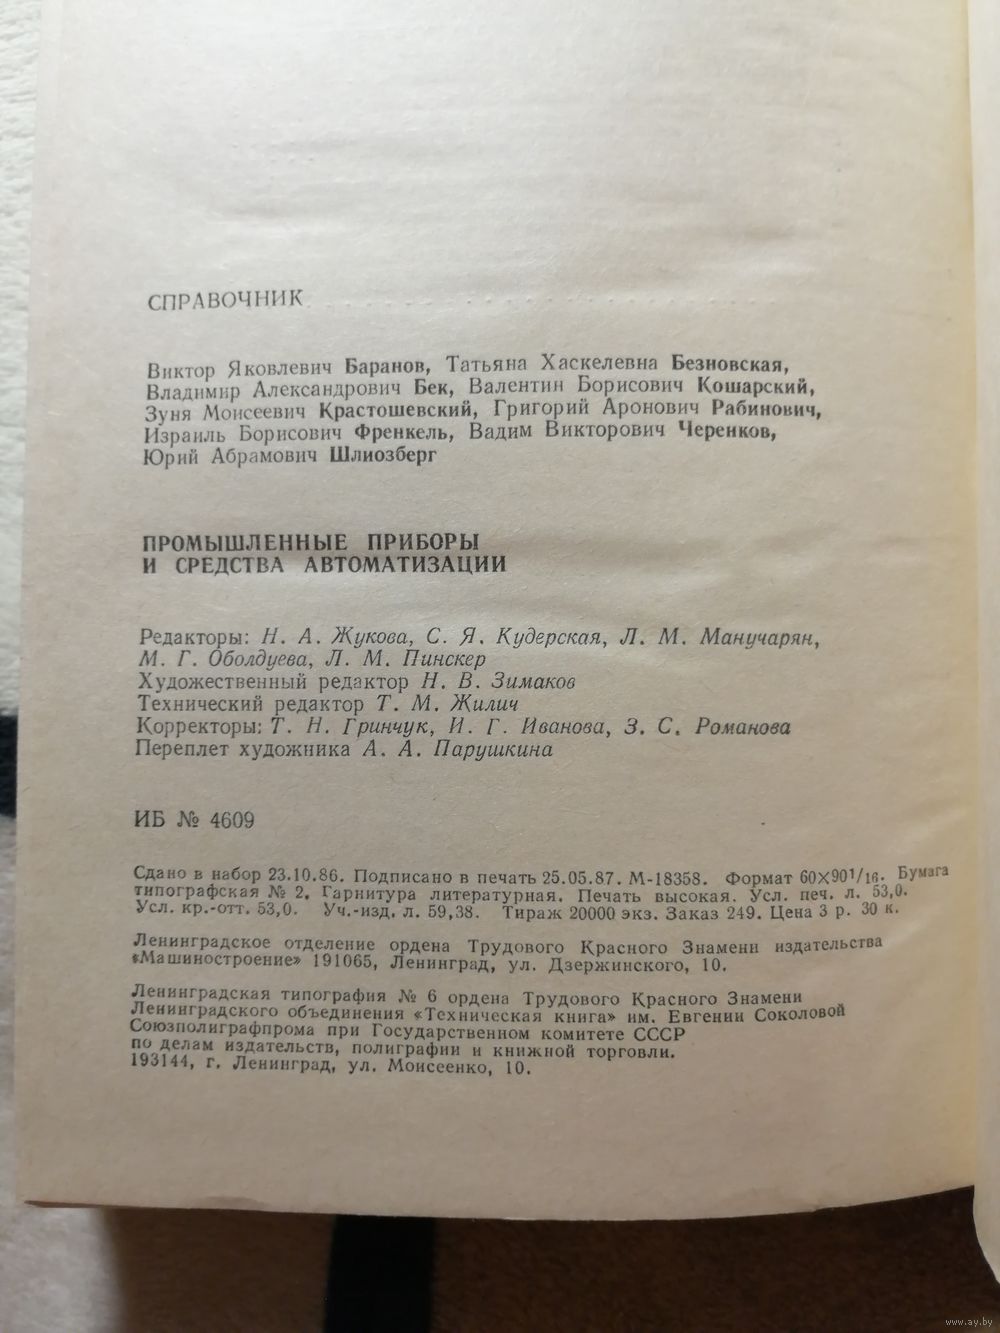 СПРАВОЧНИК
Виктор Яковлевич Баранов, Татьяна Хаскелевна Безновская,
Владимир Александрович Бек, Валентин Борисович Кошарский,
Зуня Моисеевич Крастошевский, Григорий Аронович Рабинович,
Израиль Борисович Френкель, Вадим Викторович Черенков,
Юрий Абрамович Шлиозберг
ПРОМЫШЛЕННЫЕ ПРИБОРЫ
И СРЕДСТВА АВТОМАТИЗАЦИИ
Редакторы: Н. А. Жукова, С. Я. Кудерская, Л. М. Манучарян,
М. Г. Оболдуева, Л. М. Пинскер
Художественный редактор Н. В. Зимаков
Технический редактор Т. М. Жилич
Корректоры: Т. Н. Гринчук, И. Г. Иванова, З. С. Романова
Переплет художника А. А. Парушкина
ИБ № 4609
Сдано в набор 23.10.86. Подписано в печать 25.05.87. М-18358. Формат 60×90¹/₁₆. Бумага
типографская № 2. Гарнитура литературная. Печать высокая. Усл. печ. л. 53,0.
Усл. кр.-отт. 53,0. Уч.-изд. л. 59,38. Тираж 20000 экз. Заказ 249. Цена 3 р. 30 к.
Ленинградское отделение ордена Трудового Красного Знамени издательства
«Машиностроение» 191065, Ленинград, ул. Дзержинского, 10.
Ленинградская типография № 6 ордена Трудового Красного Знамени
Ленинградского объединения «Техническая книга» им. Евгении Соколовой
Союзполиграфпрома при Государственном комитете СССР
по делам издательств, полиграфии и книжной торговли.
193144, г. Ленинград, ул. Моисеенко, 10.
www.ay.by